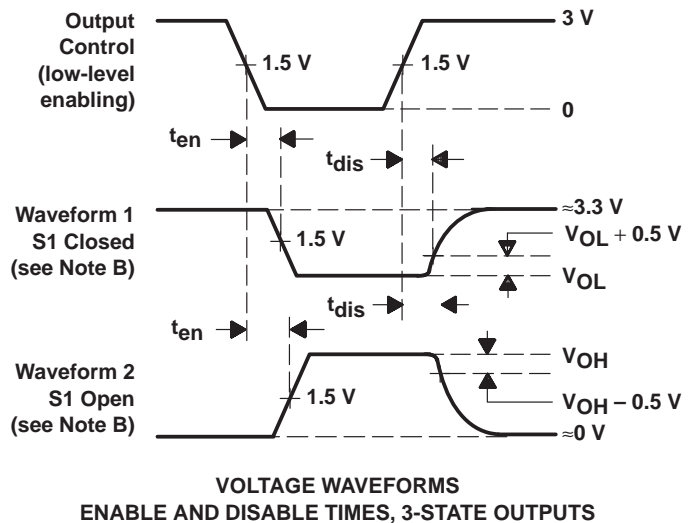 Output
Control
(low-level
enabling)
3 V
1.5 V
1.5 V
0
ten
tdis
Waveform 1
S1 Closed
(see Note B)
1.5 V
≈3.3 V
VOL + 0.5 V
VOL
ten
tdis
Waveform 2
S1 Open
(see Note B)
1.5 V
VOH
VOH – 0.5 V
≈0 V
VOLTAGE WAVEFORMS
ENABLE AND DISABLE TIMES, 3-STATE OUTPUTS